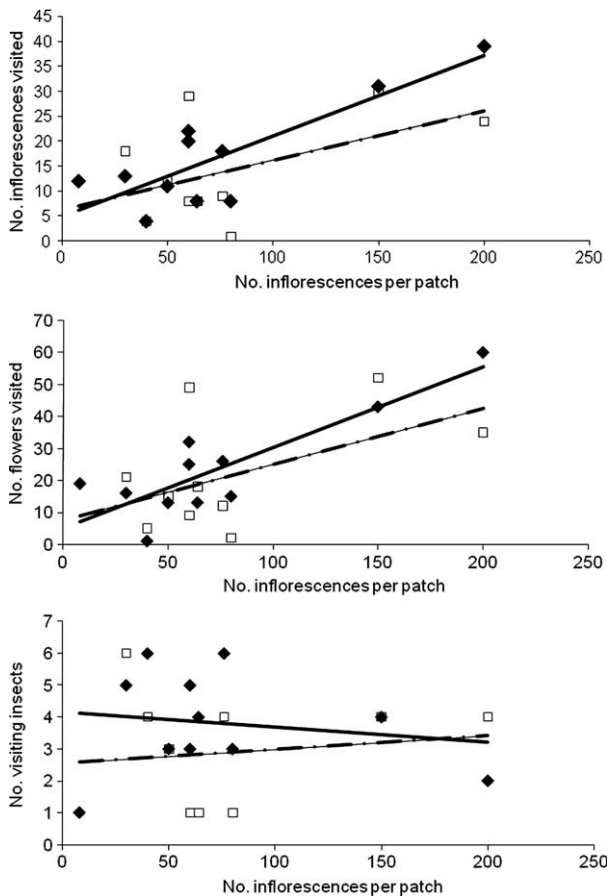 No. inflorescences visited
45
40
35
30
25
20
15
10
5
0
0 50 100 150 200 250
No. inflorescences per patch
No. flowers visited
70
60
50
40
30
20
10
0
0 50 100 150 200 250
No. inflorescences per patch
No. visiting insects
7
6
5
4
3
2
1
0
0 50 100 150 200 250
No. inflorescences per patch